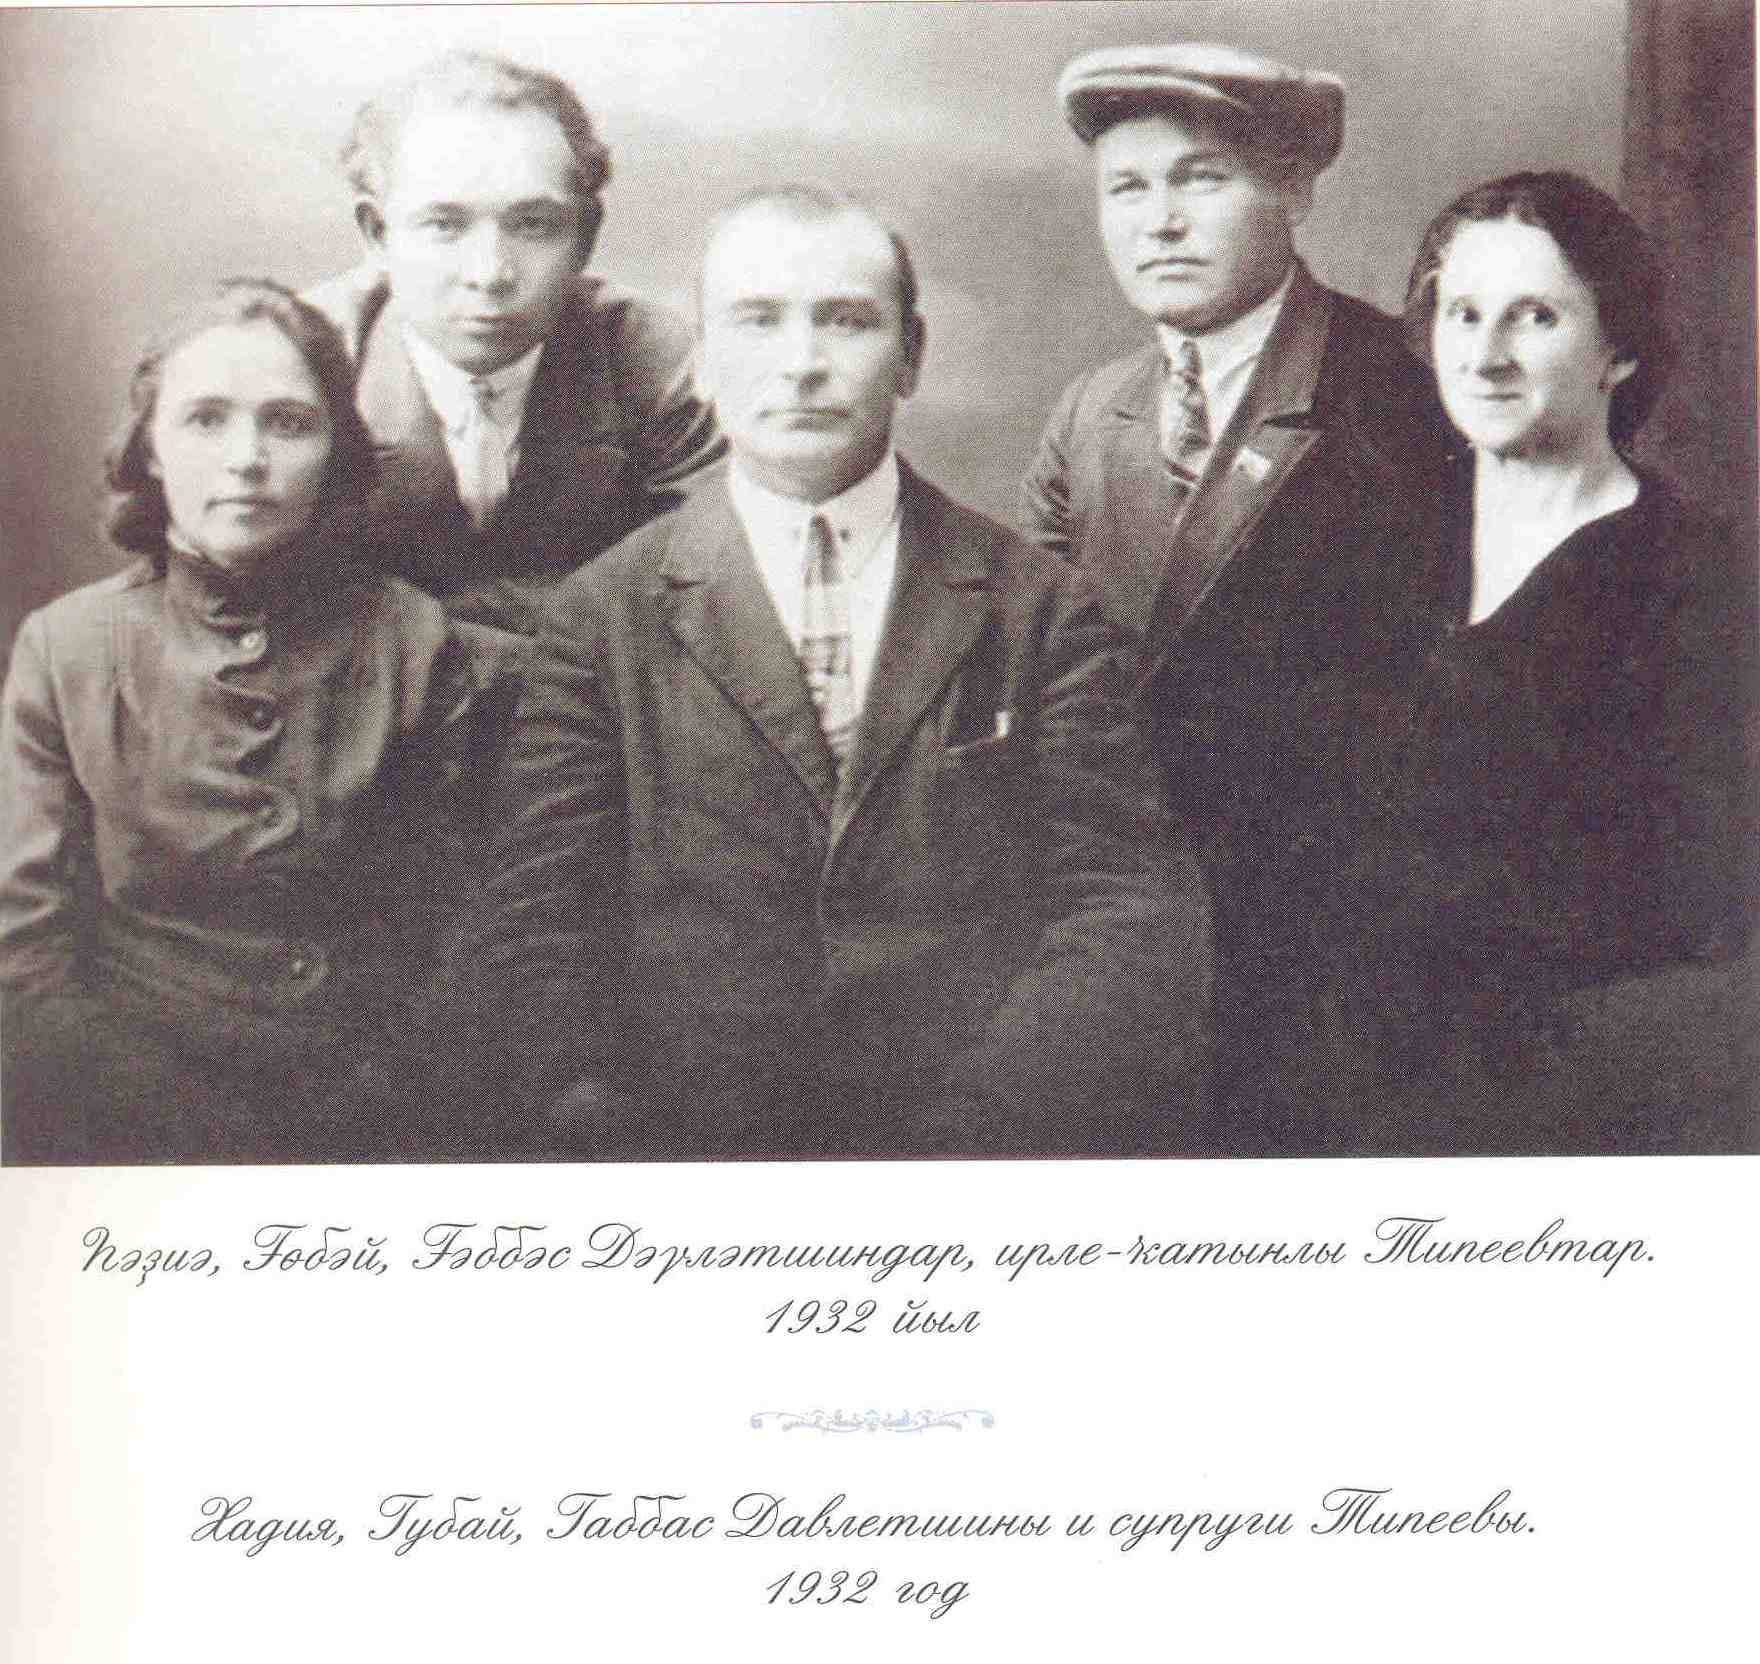 Һәҙиә, Ғөбәй, Ғәббәс Дәүләтшиндар, ирле-ҡатынлы Типеевтар.
1932 йыл
Хадия, Губай, Габбас Давлетшины и супруги Типеевы.
1932 год